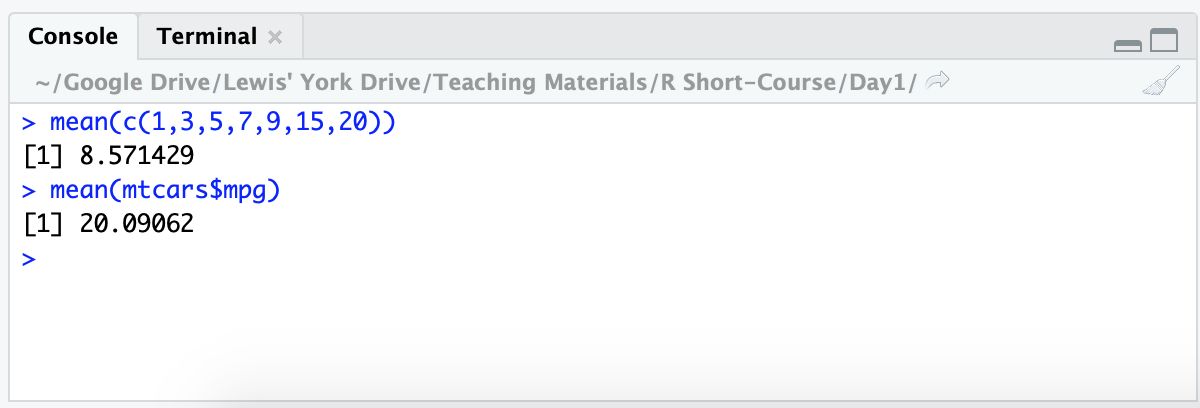 Console Terminal
~/Google Drive/Lewis' York Drive/Teaching Materials/R Short-Course/Day1/
> mean(c(1,3,5,7,9,15,20))
[1] 8.571429
> mean(mtcars$mpg)
[1] 20.09062
>